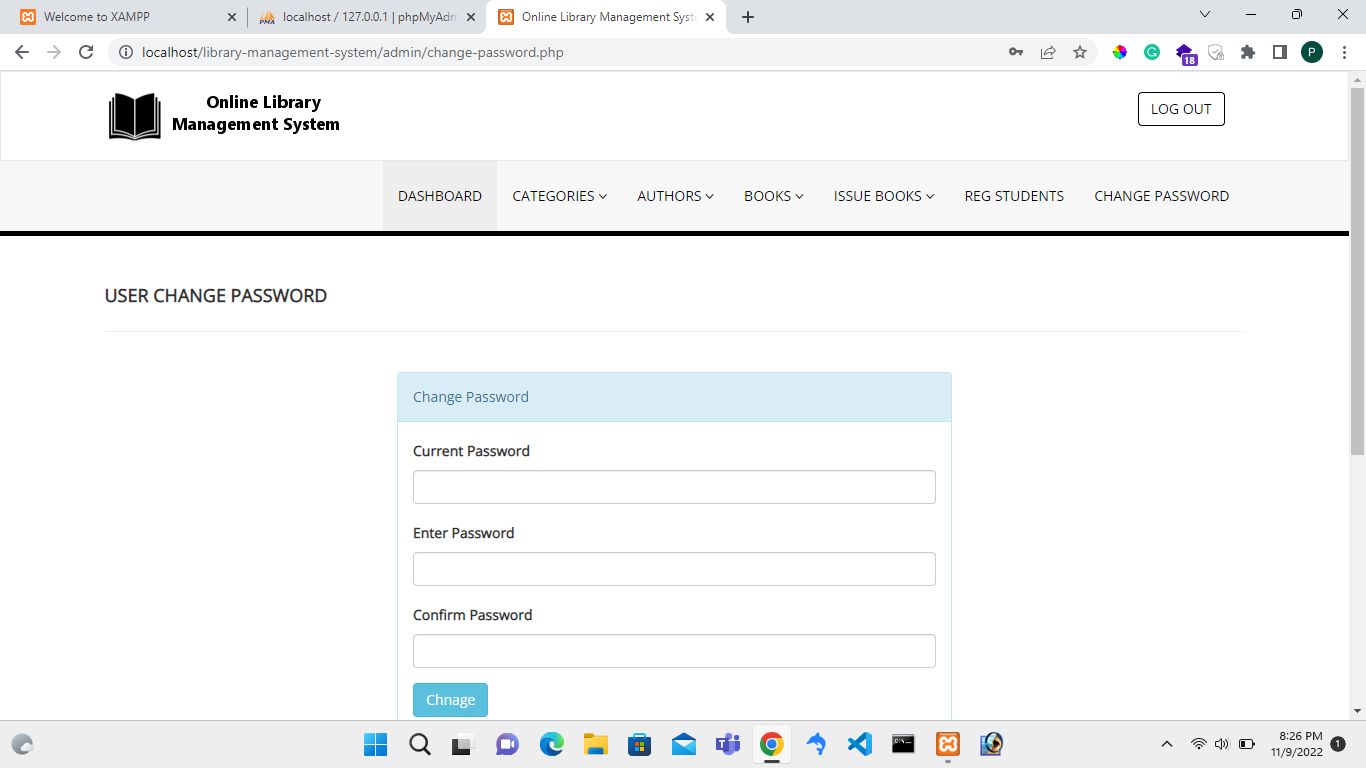 Welcome to XAMPP
PMA localhost / 127.0.0.1 | phpMyAdm
Online Library Management Syst
localhost/library-management-system/admin/change-password.php
18
P
Online Library
Management System
LOG OUT
DASHBOARD CATEGORIES AUTHORS BOOKS ISSUE BOOKS REG STUDENTS CHANGE PASSWORD
USER CHANGE PASSWORD
Change Password
Current Password
Enter Password
Confirm Password
Chnage
8:26 PM
11/9/2022
1